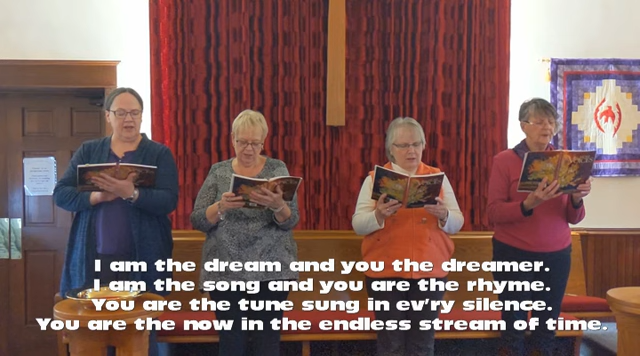 I am the dream and you the dreamer.
I am the song and you are the rhyme.
You are the tune sung in ev'ry silence.
You are the now in the endless stream of time.